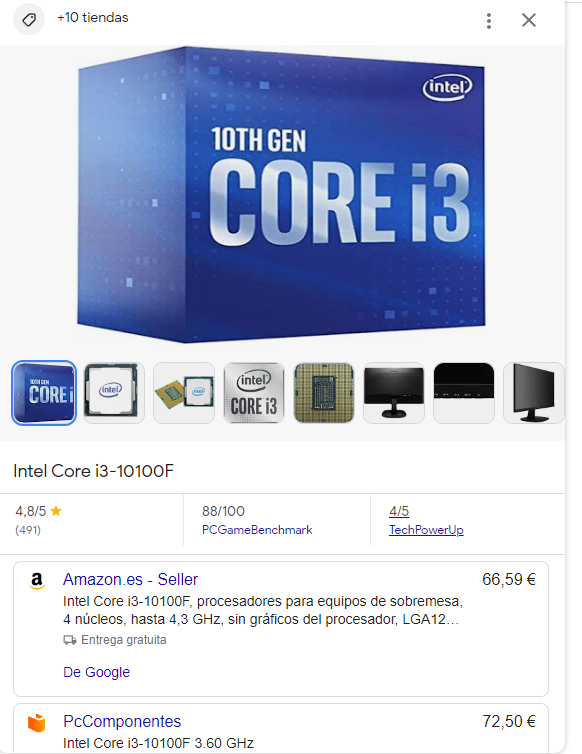 +10 tiendas
intel
10TH GEN
CORE i3
10TH GEN
CORE i
intel
intel
CORE i3
Intel Core i3-10100F
4,8/5
(491)
88/100
PCGameBenchmark
4/5
TechPowerUp
a
Amazon.es - Seller
66,59 €
Intel Core i3-10100F, procesadores para equipos de sobremesa,
4 núcleos, hasta 4,3 GHz, sin gráficos del procesador, LGA12...
Entrega gratuita
De Google
PcComponentes
72,50 €
Intel Core i3-10100F 3.60 GHz